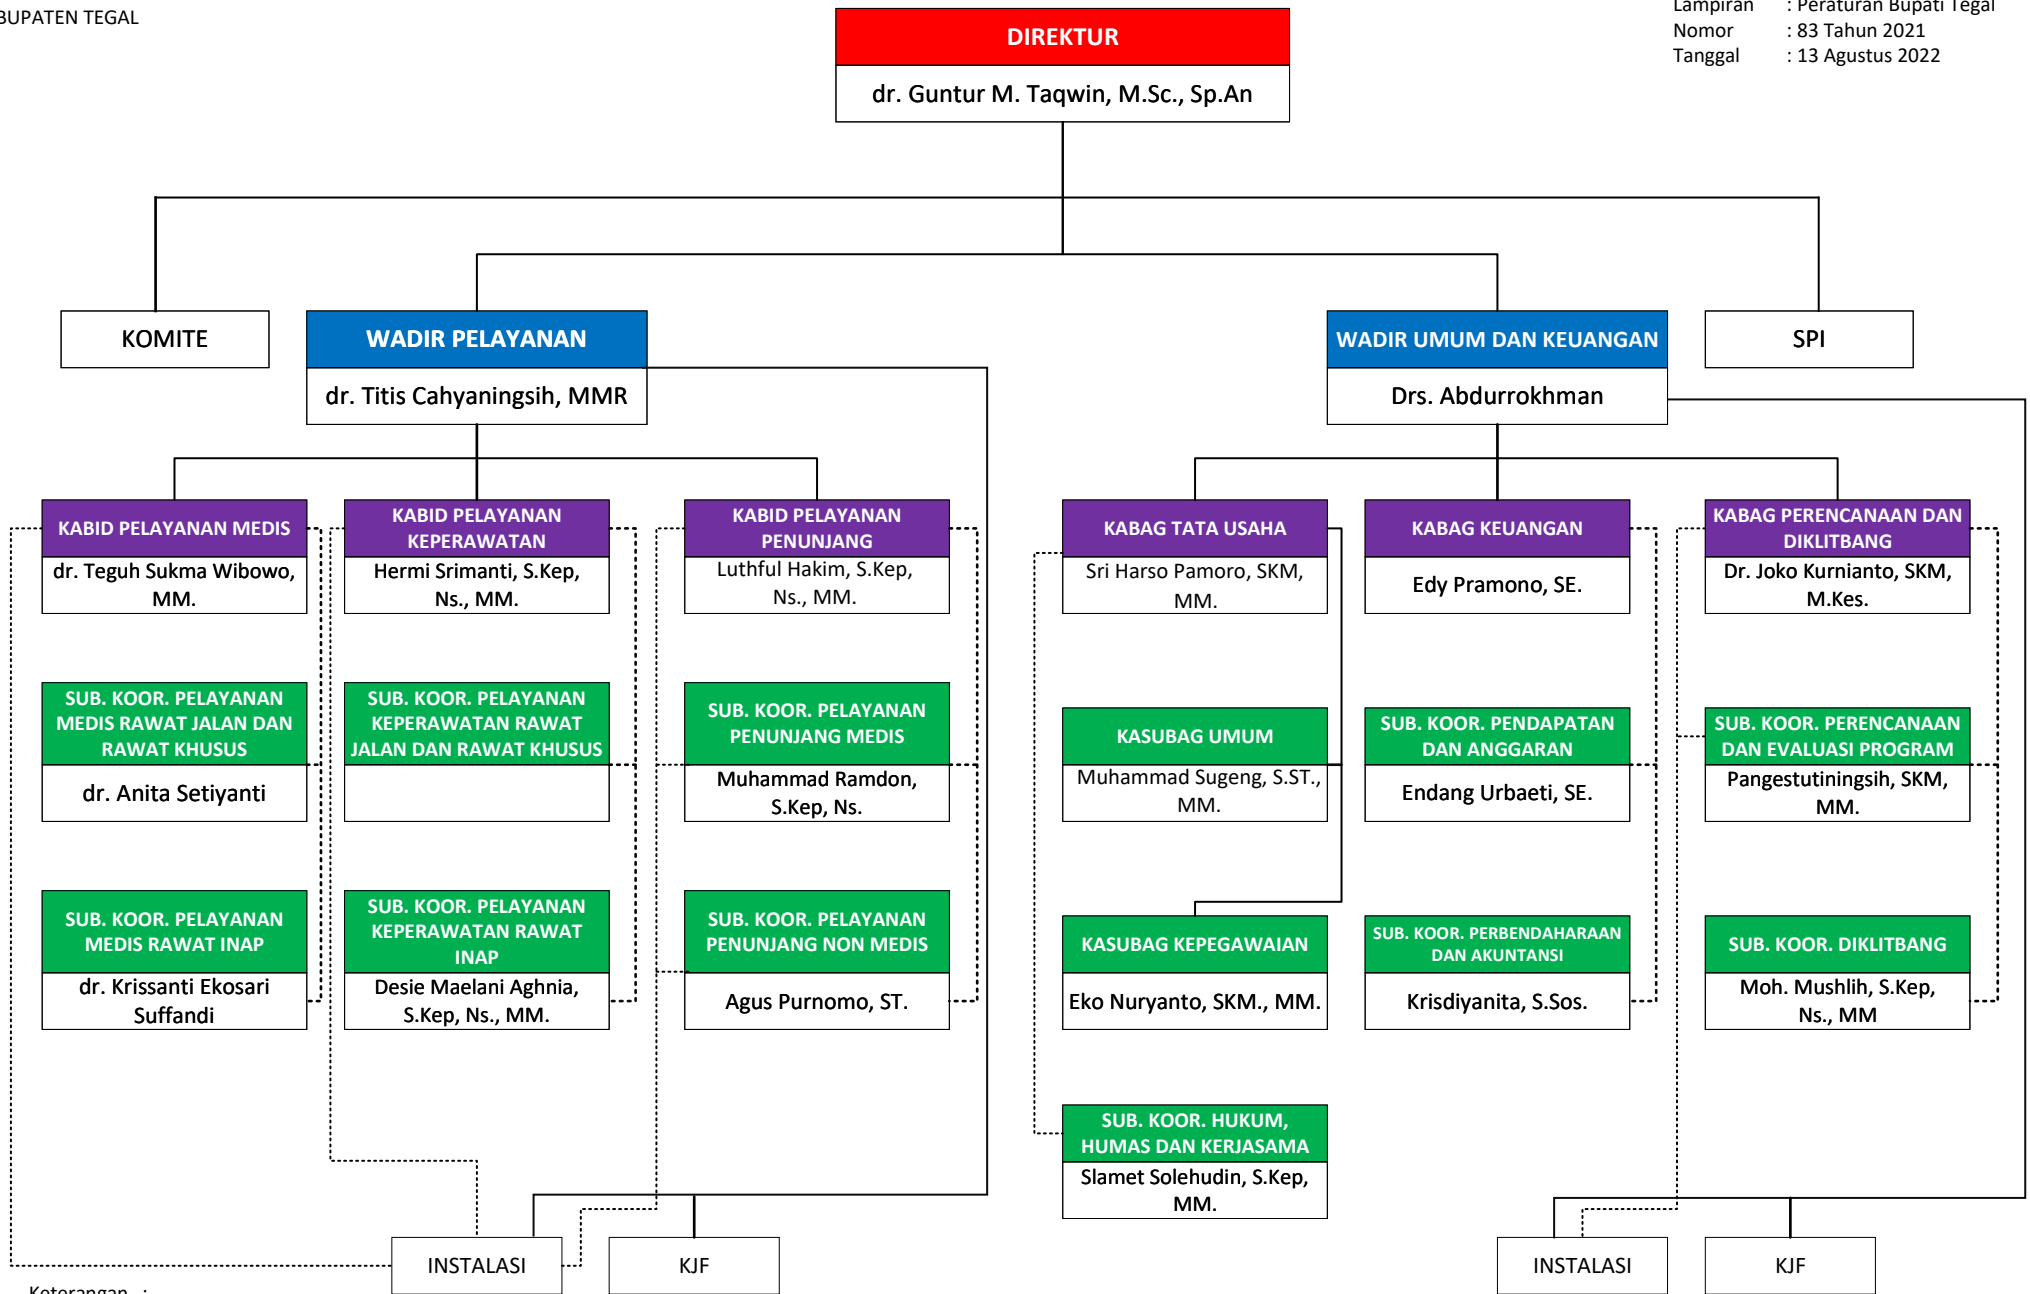 BUPATEN TEGAL
Lampiran : Peraturan Bupati Tegal
Nomor : 83 Tahun 2021
Tanggal : 13 Agustus 2022
DIREKTUR
dr. Guntur M. Taqwin, M.Sc., Sp.An
KOMITE
WADIR PELAYANAN
dr. Titis Cahyaningsih, MMR
WADIR UMUM DAN KEUANGAN
Drs. Abdurrokhman
SPI
KABID PELAYANAN MEDIS
dr. Teguh Sukma Wibowo,
MM.
KABID PELAYANAN
KEPERAWATAN
Hermi Srimanti, S.Kep,
Ns., MM.
KABID PELAYANAN
PENUNJANG
Luthful Hakim, S.Kep,
Ns., MM.
KABAG TATA USAHA
Sri Harso Pamoro, SKM,
MM.
KABAG KEUANGAN
Edy Pramono, SE.
KABAG PERENCANAAN DAN
DIKLITBANG
Dr. Joko Kurnianto, SKM,
M.Kes.
SUB. KOOR. PELAYANAN
MEDIS RAWAT JALAN DAN
RAWAT KHUSUS
dr. Anita Setiyanti
SUB. KOOR. PELAYANAN
KEPERAWATAN RAWAT
JALAN DAN RAWAT KHUSUS
SUB. KOOR. PELAYANAN
PENUNJANG MEDIS
Muhammad Ramdon,
S.Kep, Ns.
KASUBAG UMUM
Muhammad Sugeng, S.ST.,
MM.
SUB. KOOR. PENDAPATAN
DAN ANGGARAN
Endang Urbaeti, SE.
SUB. KOOR. PERENCANAAN
DAN EVALUASI PROGRAM
Pangestutiningsih, SKM,
MM.
SUB. KOOR. PELAYANAN
MEDIS RAWAT INAP
dr. Krissanti Ekosari
Suffandi
SUB. KOOR. PELAYANAN
KEPERAWATAN RAWAT
INAP
Desie Maelani Aghnia,
S.Kep, Ns., MM.
SUB. KOOR. PELAYANAN
PENUNJANG NON MEDIS
Agus Purnomo, ST.
KASUBAG KEPEGAWAIAN
Eko Nuryanto, SKM., MM.
SUB. KOOR. PERBENDAHARAAN
DAN AKUNTANSI
Krisdiyanita, S.Sos.
SUB. KOOR. DIKLITBANG
Moh. Mushlih, S.Kep,
Ns., MM
SUB. KOOR. HUKUM,
HUMAS DAN KERJASAMA
Slamet Solehudin, S.Kep,
MM.
INSTALASI
KJF
INSTALASI
KJF
Keterangan :